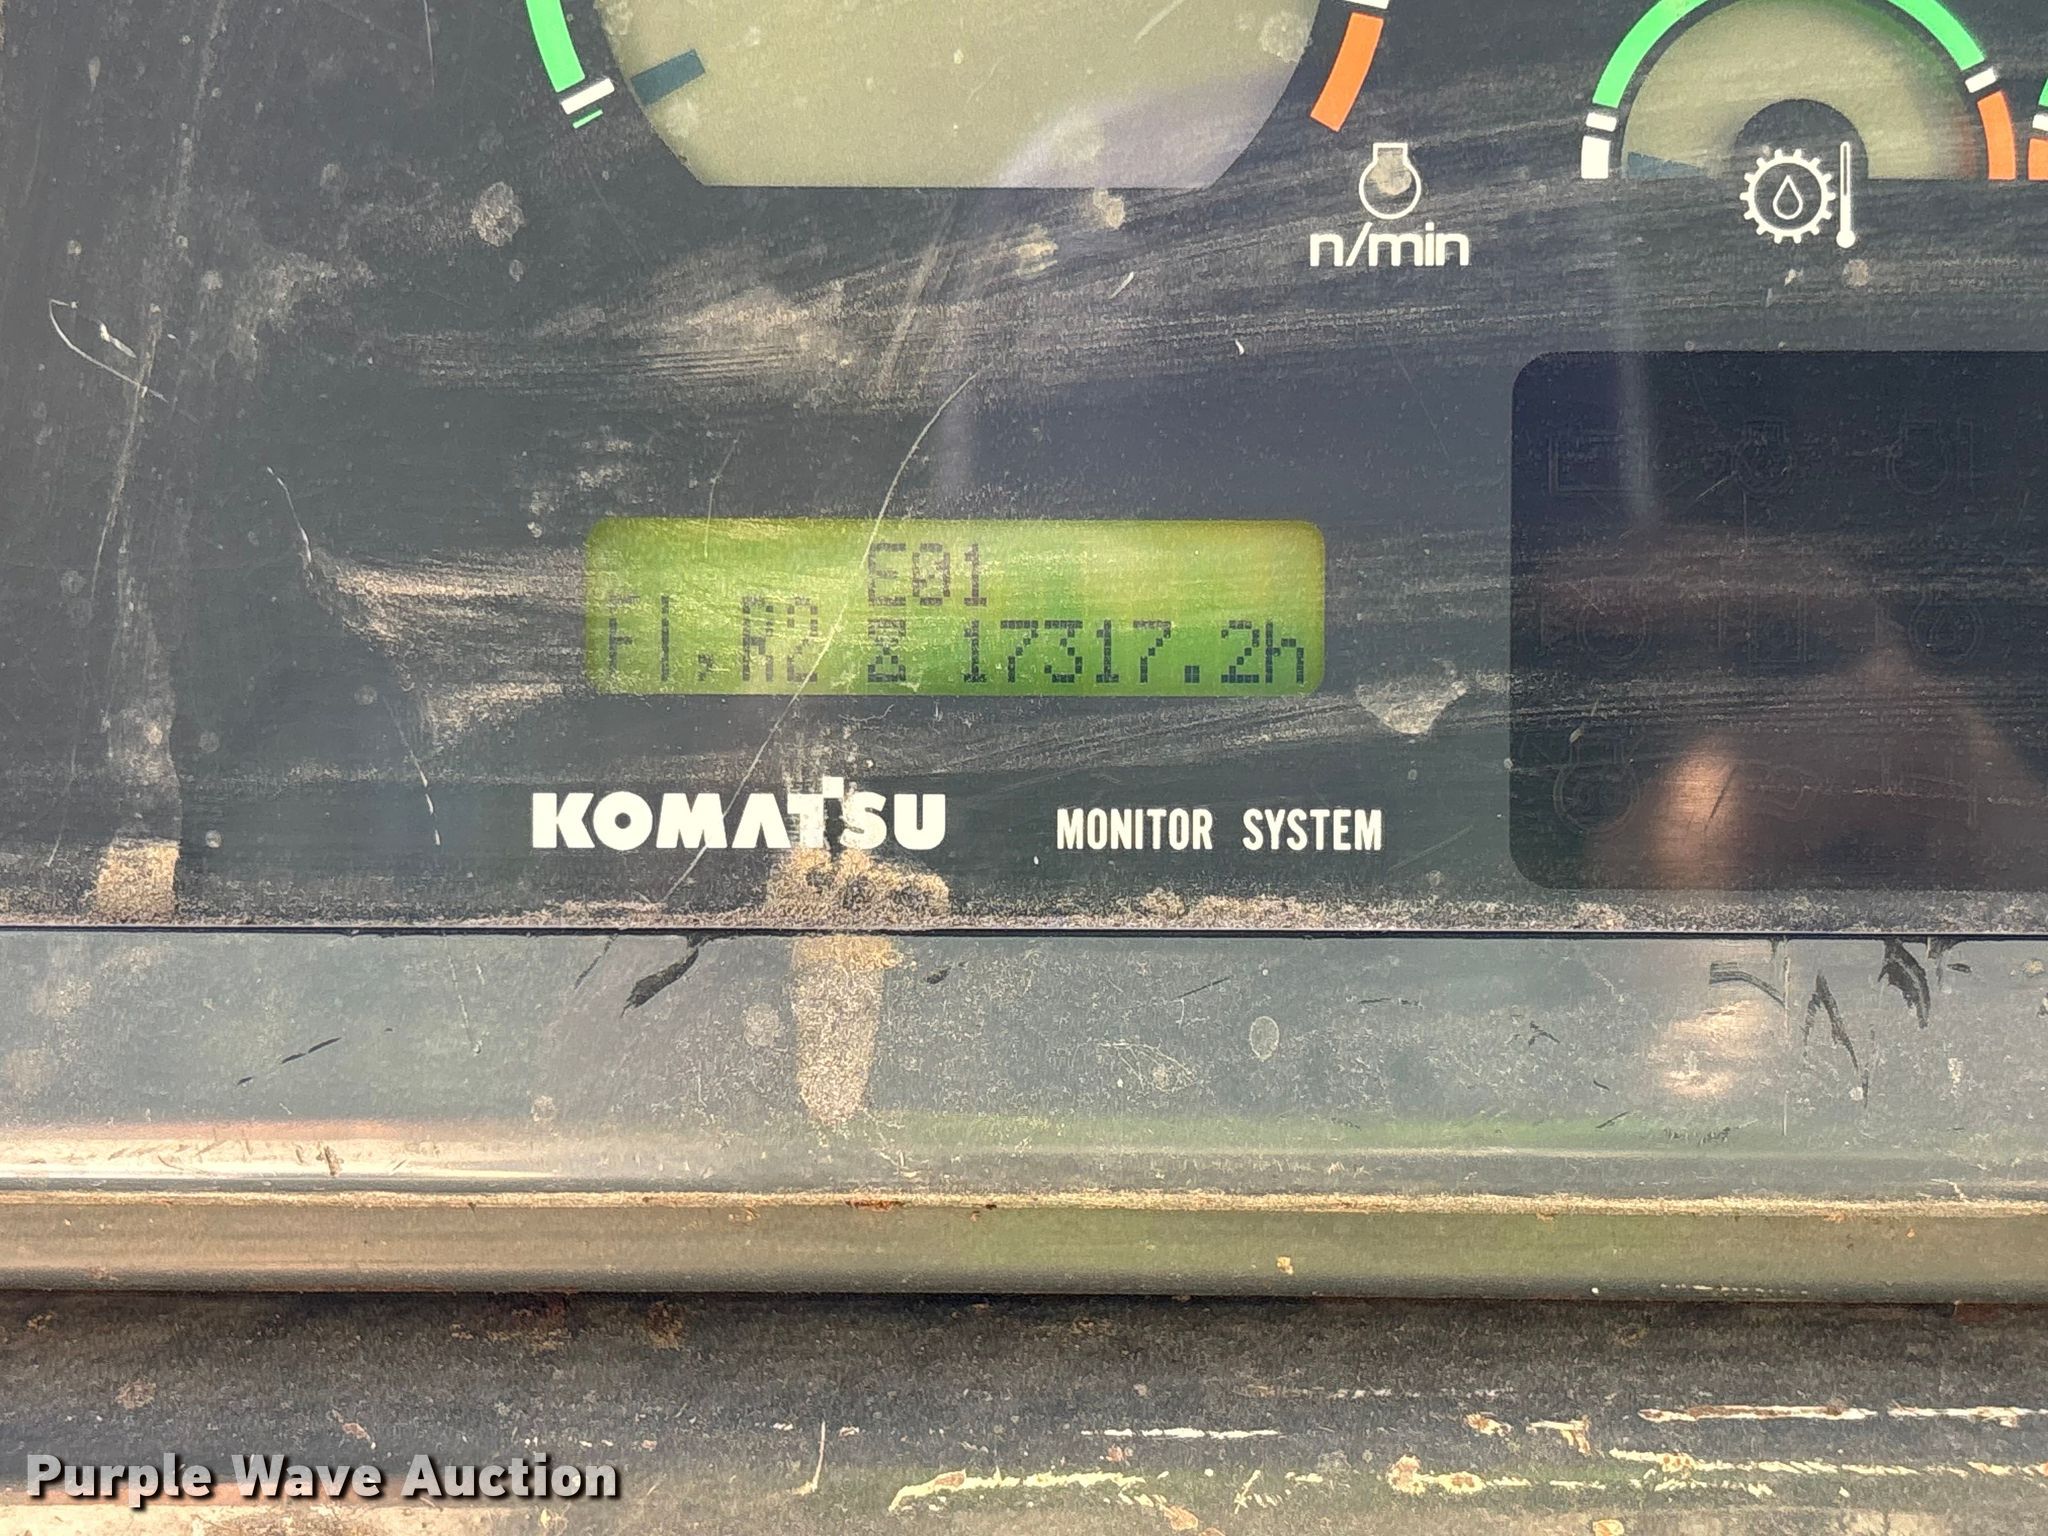 n/min
E01
F1,R2 17317.2h
KOMATSU MONITOR SYSTEM
Purple Wave Auction